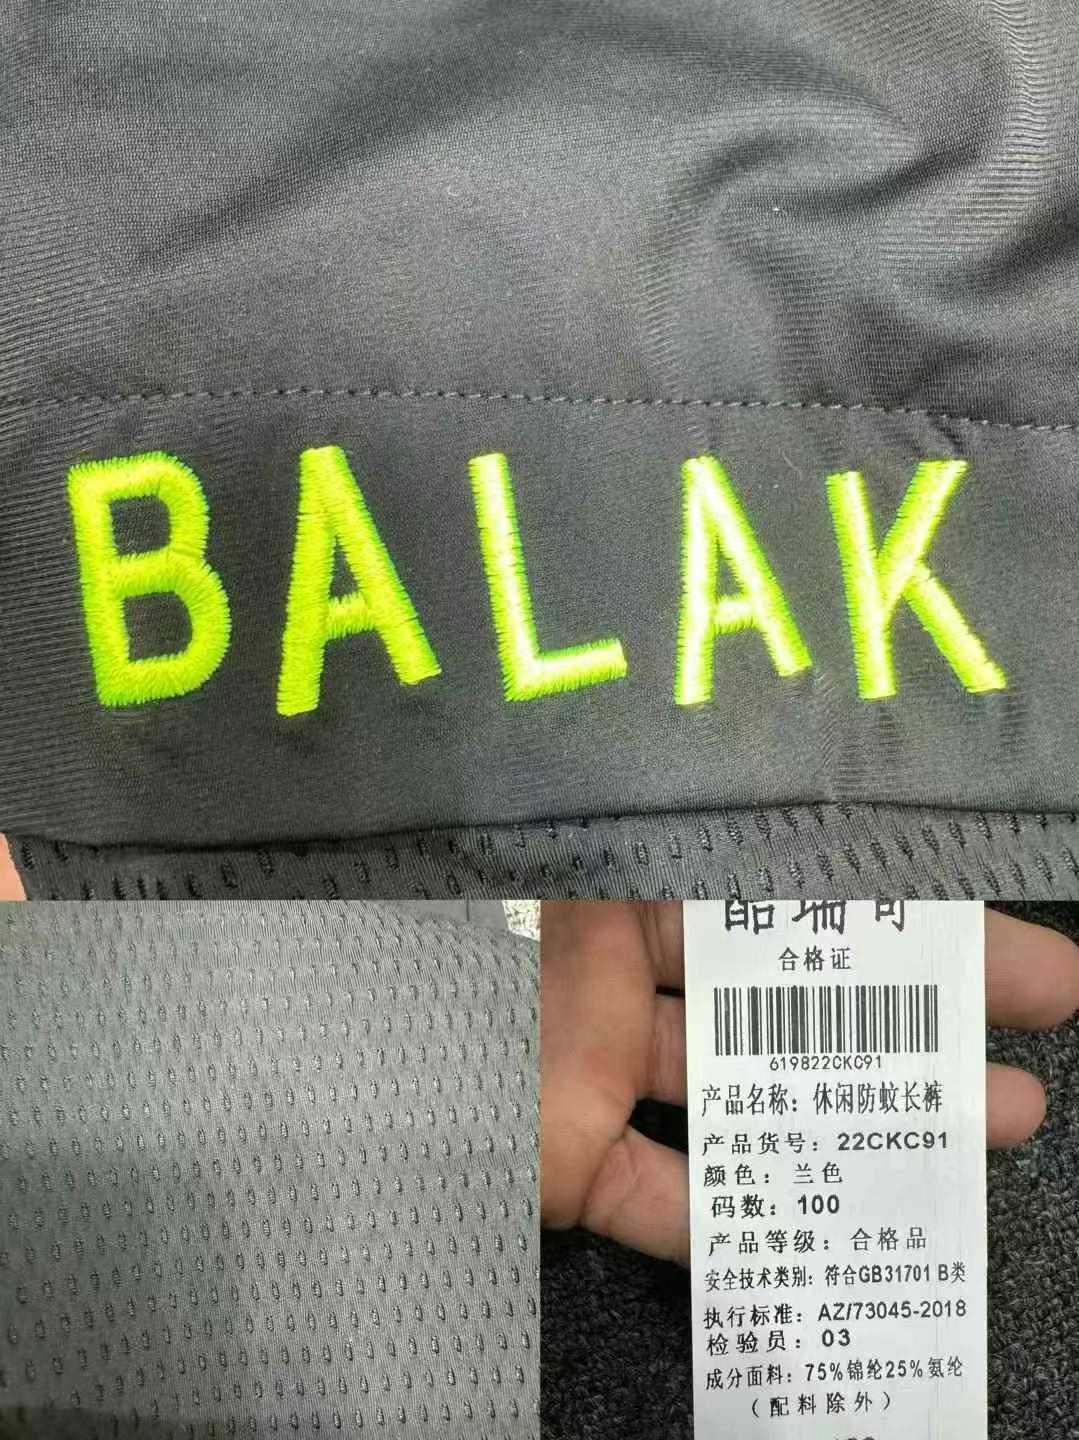 BALAK
合格证
619822CKC91
产品名称：休闲防蚊长裤
产品货号：22CKC91
颜色：兰色
码数：100
产品等级：合格品
安全技术类别：符合GB31701 B类
执行标准：AZ/73045-2018
检验员：03
成分面料：75%锦纶25%氨纶
（配料除外）